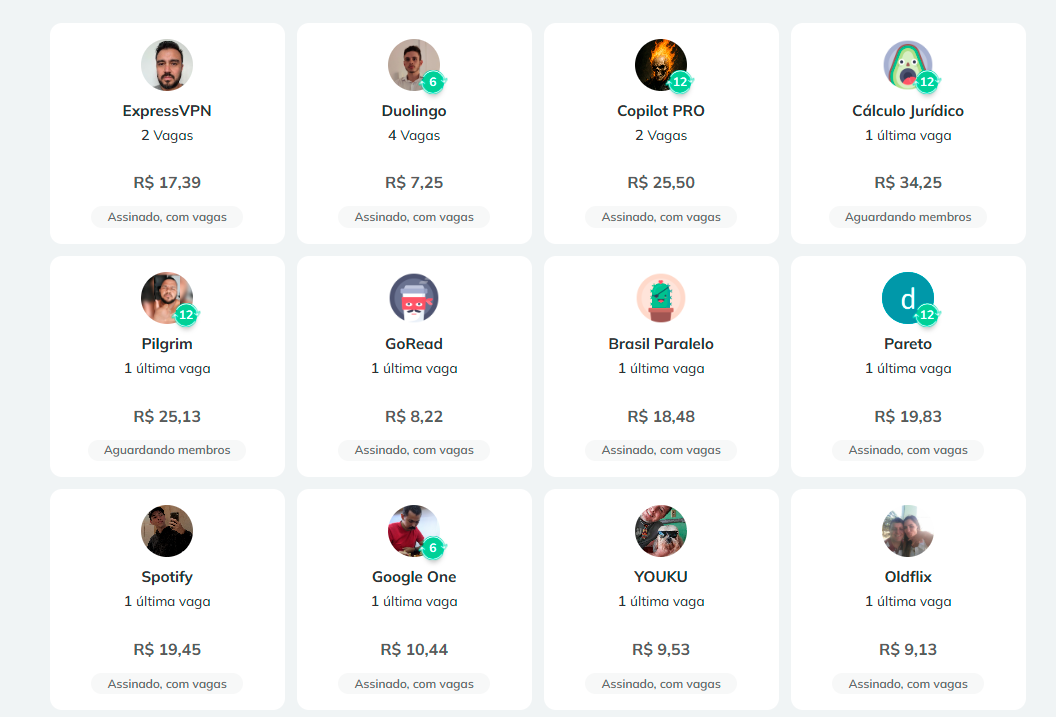 ExpressVPN
2 Vagas
R$ 17,39
Assinado, com vagas
6
Duolingo
4 Vagas
R$ 7,25
Assinado, com vagas
12
Copilot PRO
2 Vagas
R$ 25,50
Assinado, com vagas
12
Cálculo Jurídico
1 última vaga
R$ 34,25
Aguardando membros
12
Pilgrim
1 última vaga
R$ 25,13
Aguardando membros
GoRead
1 última vaga
R$ 8,22
Assinado, com vagas
Brasil Paralelo
1 última vaga
R$ 18,48
Assinado, com vagas
d
12
Pareto
1 última vaga
R$ 19,83
Assinado, com vagas
Spotify
1 última vaga
R$ 19,45
Assinado, com vagas
6
Google One
1 última vaga
R$ 10,44
Assinado, com vagas
YOUKU
1 última vaga
R$ 9,53
Assinado, com vagas
Oldflix
1 última vaga
R$ 9,13
Assinado, com vagas